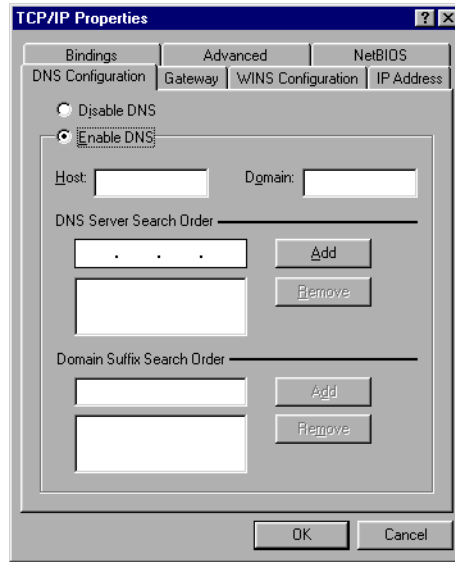 TCP/IP Properties
Bindings Advanced NetBIOS
DNS Configuration Gateway WINS Configuration IP Address
Disable DNS
Enable DNS
Host: Domain:
DNS Server Search Order
. . . Add
Remove
Domain Suffix Search Order
Add
Remove
OK Cancel